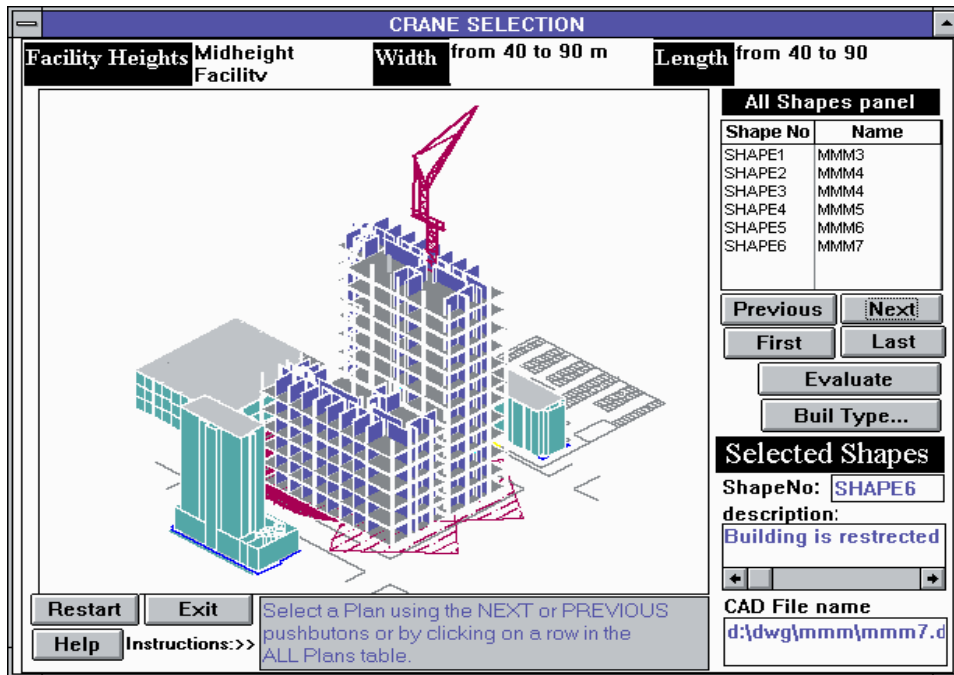 CRANE SELECTION
Facility Heights Midheight Facility Width from 40 to 90 m Length from 40 to 90
All Shapes panel
Shape No Name
SHAPE1 MMM3
SHAPE2 MMM4
SHAPE3 MMM4
SHAPE4 MMM5
SHAPE5 MMM6
SHAPE6 MMM7
Previous Next
First Last
Evaluate
Buil Type...
Selected Shapes
ShapeNo: SHAPE6
description:
Building is restrected
CAD File name
d:\dwg\mmm\mmm7.d
Restart Exit
Help Instructions:>>
Select a Plan using the NEXT or PREVIOUS
pushbutons or by clicking on a row in the
ALL Plans table.